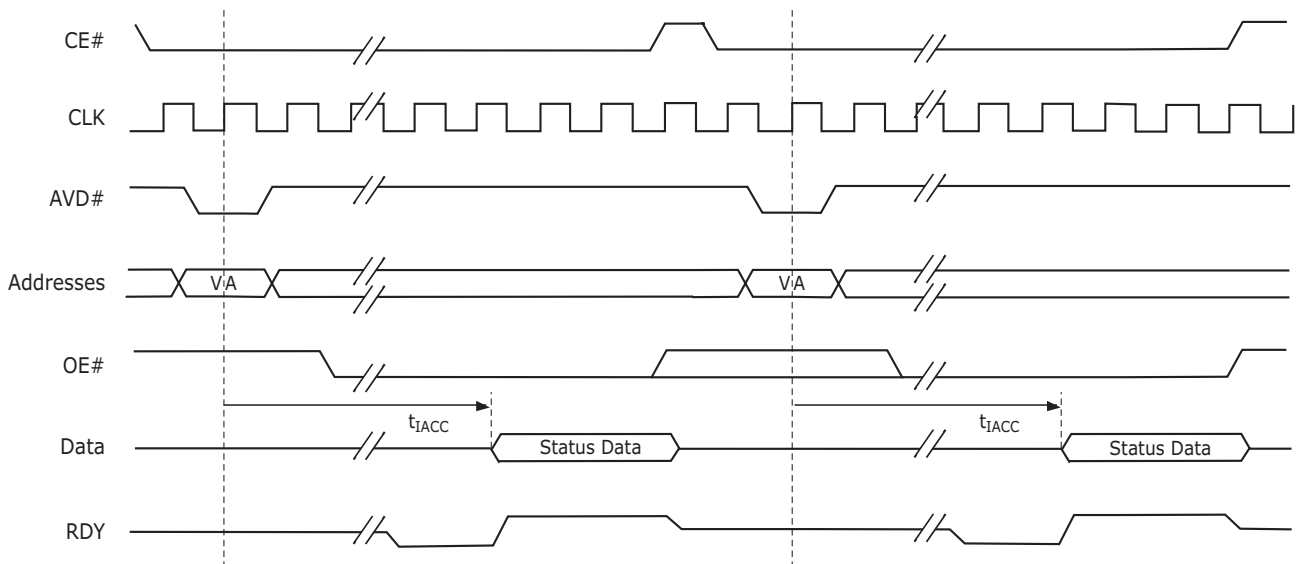 CE#
CLK
AVD#
Addresses VA VA
OE#
tIACC tIACC
Data Status Data Status Data
RDY